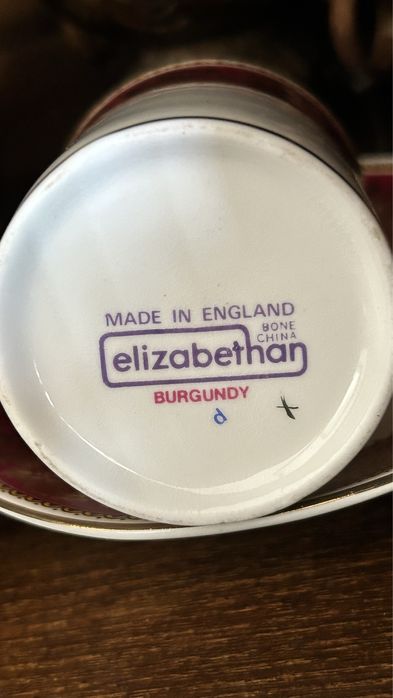 MADE IN ENGLAND
BONE
CHINA
elizabethan
BURGUNDY
d